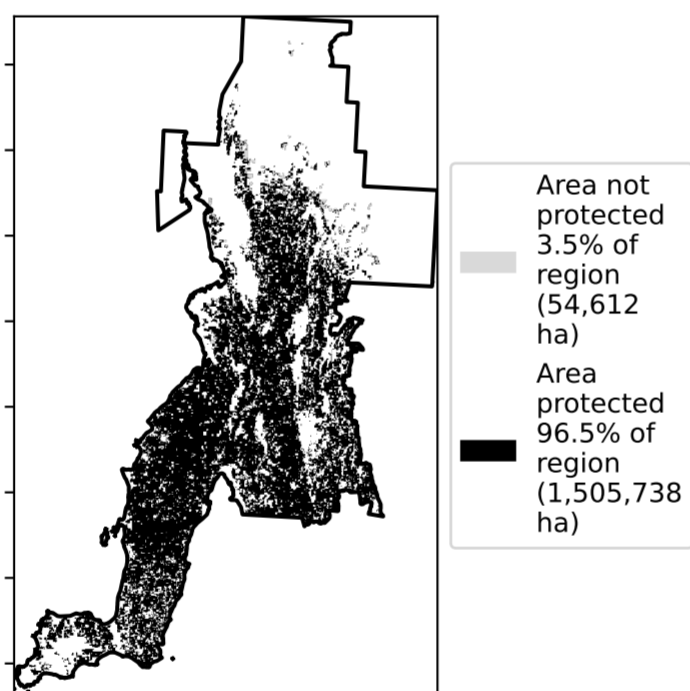 Area not
protected
3.5% of
region
(54,612
ha)
Area
protected
96.5% of
region
(1,505,738
ha)